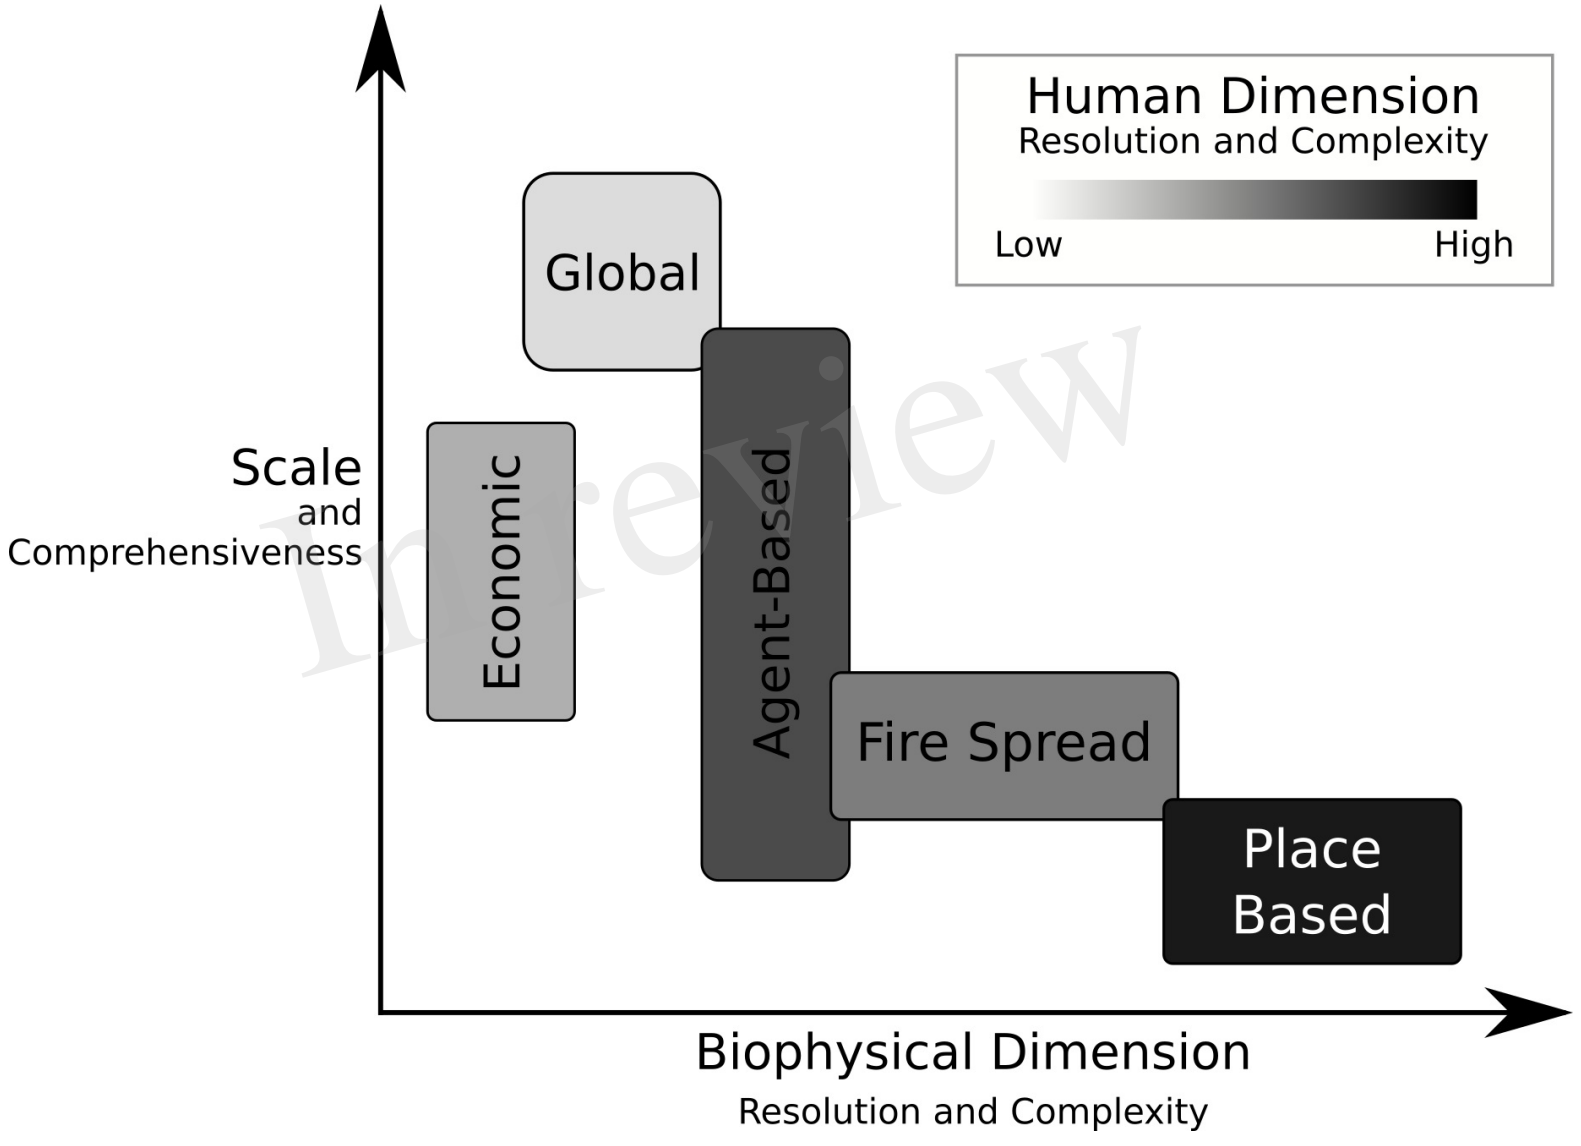 Human Dimension
Resolution and Complexity
Low High
Global
Scale
and
Comprehensiveness
Economic
Agent-Based
Fire Spread
Place
Based
In review
Biophysical Dimension
Resolution and Complexity